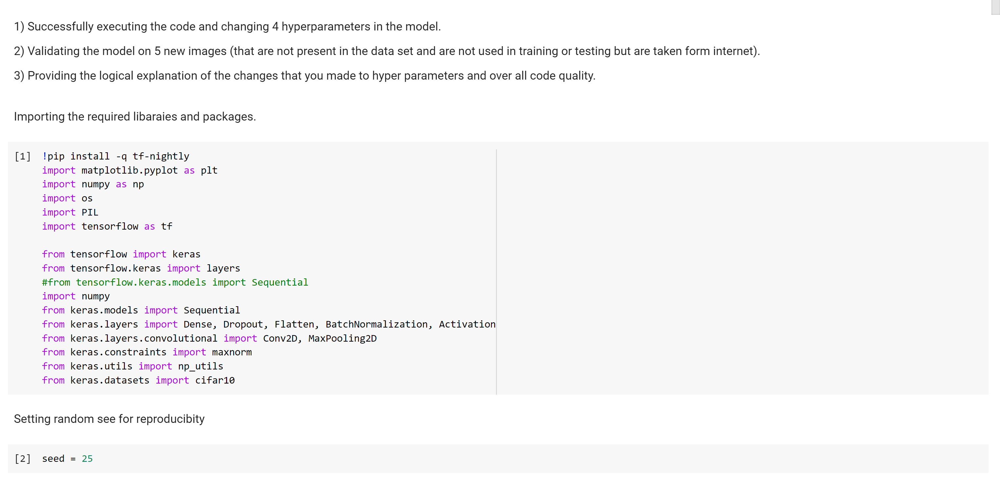 1) Successfully executing the code and changing 4 hyperparameters in the model.
2) Validating the model on 5 new images (that are not present in the data set and are not used in training or testing but are taken form internet).
3) Providing the logical explanation of the changes that you made to hyper parameters and over all code quality.
Importing the required libaraies and packages.
[1] !pip install -q tf-nightly
import matplotlib.pyplot as plt
import numpy as np
import os
import PIL
import tensorflow as tf
from tensorflow import keras
from tensorflow.keras import layers
#from tensorflow.keras.models import Sequential
import numpy
from keras.models import Sequential
from keras.layers import Dense, Dropout, Flatten, BatchNormalization, Activation
from keras.layers.convolutional import Conv2D, MaxPooling2D
from keras.constraints import maxnorm
from keras.utils import np_utils
from keras.datasets import cifar10
Setting random see for reproducibity
[2] seed = 25